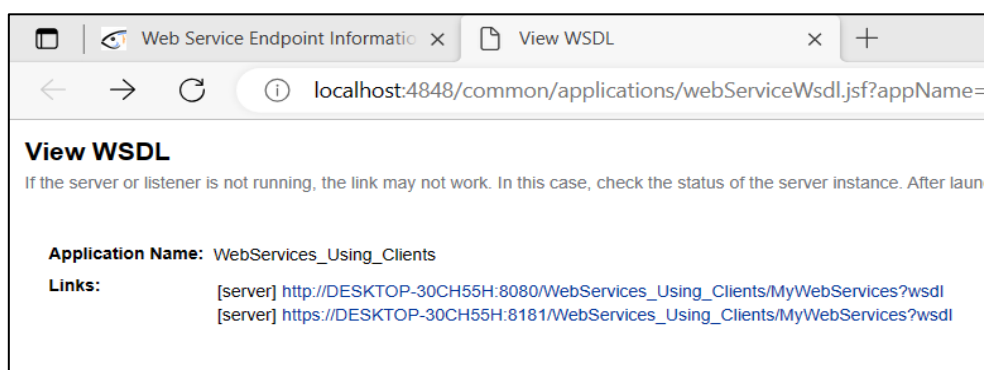 Web Service Endpoint Informatio
View WSDL
localhost:4848/common/applications/webServiceWsdl.jsf?appName=
View WSDL
If the server or listener is not running, the link may not work. In this case, check the status of the server instance. After laun
Application Name: WebServices_Using_Clients
Links:
[server] http://DESKTOP-30CH55H:8080/WebServices_Using_Clients/MyWebServices?wsdl
[server] https://DESKTOP-30CH55H:8181/WebServices_Using_Clients/MyWebServices?wsdl